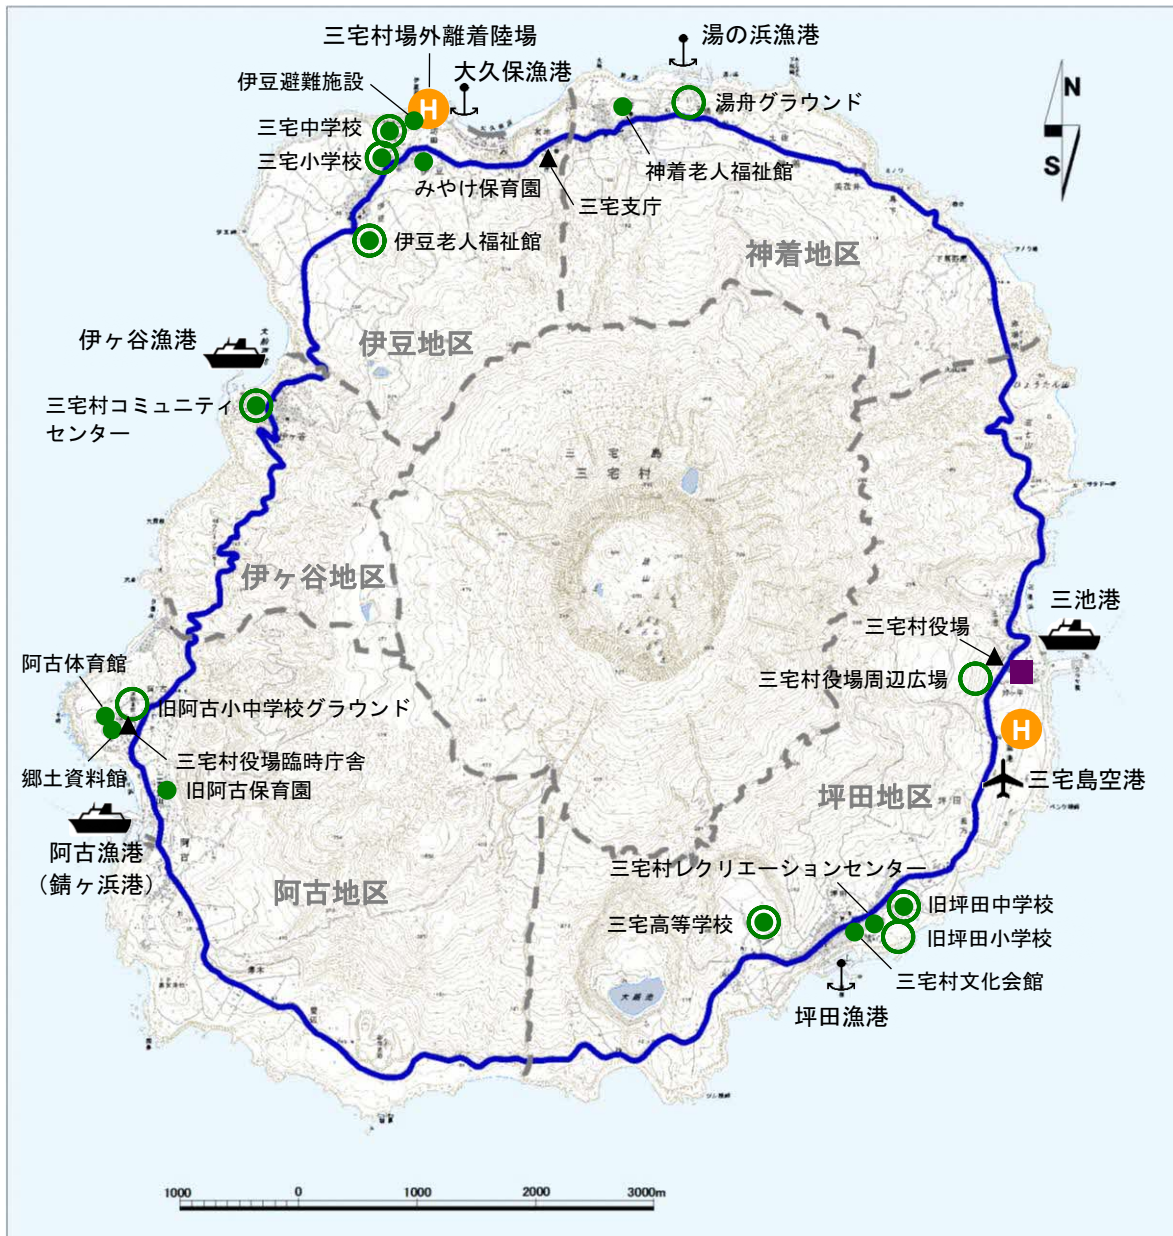 三宅村場外離着陸場
湯の浜漁港
伊豆避難施設
大久保漁港
N
S
H
湯舟グラウンド
三宅中学校
三宅小学校
みやけ保育園
神着老人福祉館
三宅支庁
伊豆老人福祉館
神着地区
伊ヶ谷漁港
伊豆地区
三宅村コミュニティ
センター
伊ヶ谷
三宅島
三宅村
伊ヶ谷地区
三池港
三宅村役場
阿古体育館
三宅村役場周辺広場
旧阿古小中学校グラウンド
H
三宅村役場臨時庁舎
郷土資料館
旧阿古保育園
三宅島空港
坪田地区
阿古漁港
(錆ヶ浜港)
三宅村レクリエーションセンター
阿古地区
旧坪田中学校
三宅高等学校
旧坪田小学校
三宅村文化会館
大路池
坪田漁港
1000 0 1000 2000 3000m